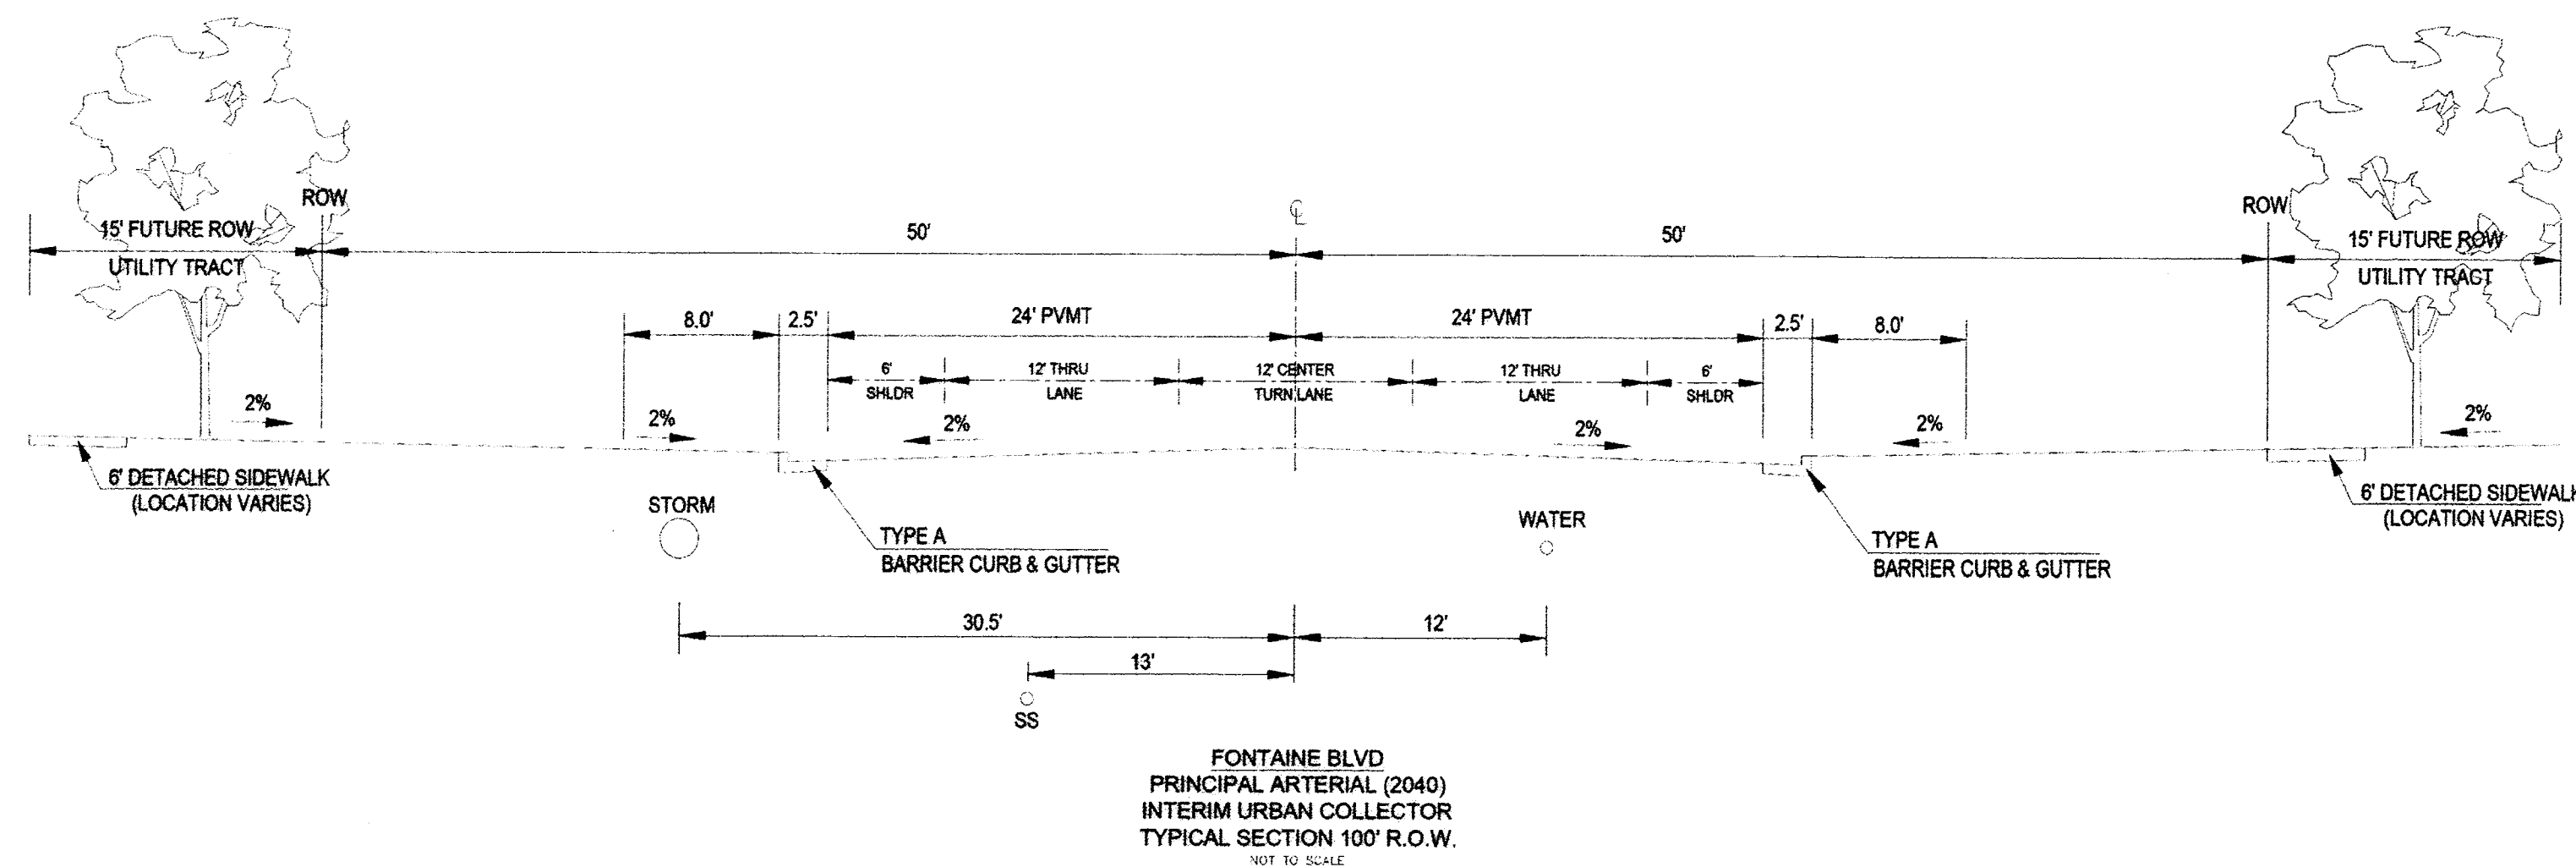 ROW
15' FUTURE ROW
UTILITY TRACT
50'
℄
50'
ROW
15' FUTURE ROW
UTILITY TRACT
8.0'
2.5'
24' PVMT
24' PVMT
2.5'
8.0'
6'
SHLDR
12' THRU
LANE
12' CENTER
TURN LANE
12' THRU
LANE
6'
SHLDR
2%
2%
2%
2%
2%
2%
6' DETACHED SIDEWALK
(LOCATION VARIES)
STORM
TYPE A
BARRIER CURB & GUTTER
WATER
TYPE A
BARRIER CURB & GUTTER
6' DETACHED SIDEWALK
(LOCATION VARIES)
30.5'
12'
13'
SS
FONTAINE BLVD
PRINCIPAL ARTERIAL (2040)
INTERIM URBAN COLLECTOR
TYPICAL SECTION 100' R.O.W.
NOT TO SCALE